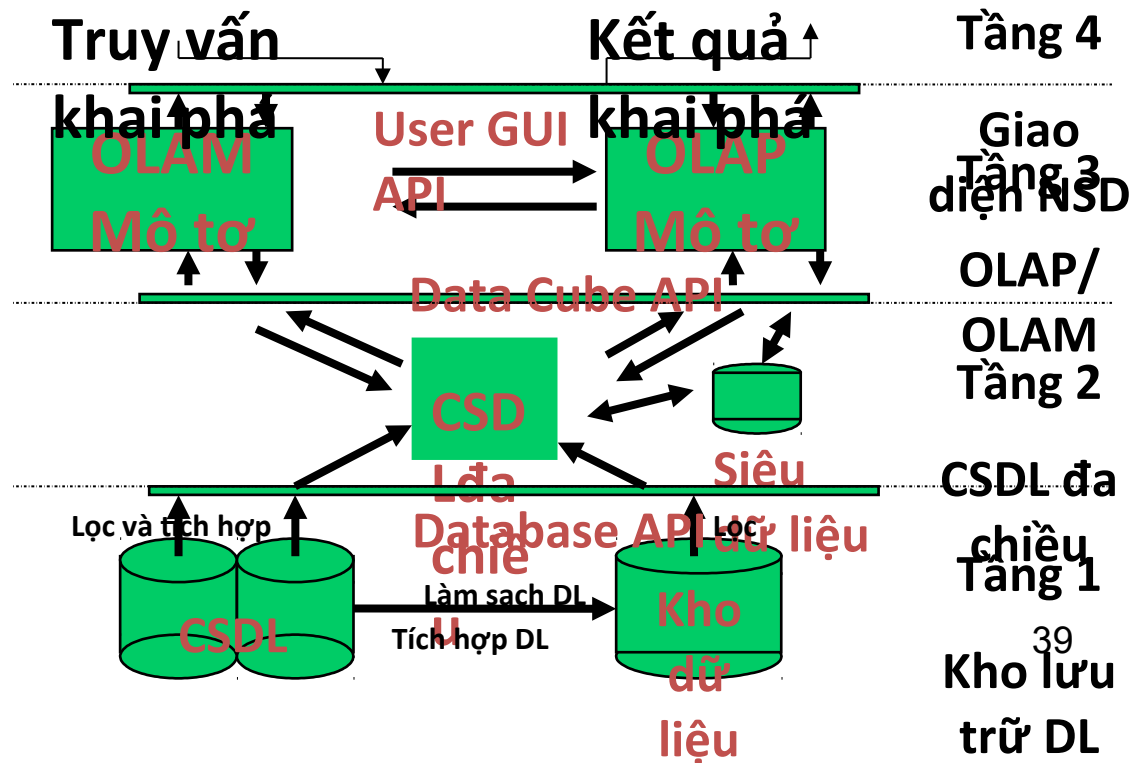 Truy vấn
khai phá
Kết quả
khai phá
Tầng 4
Giao
diện NSD
User GUI
API
OLAM
Mô tơ
OLAP
Mô tơ
Tầng 3
OLAP/
OLAM
Data Cube API
Tầng 2
CSDL đa
chiều
CSD
Lđa
chiề
u
Siêu
dữ liệu
Database API
Lọc và tích hợp
Lọc
Tầng 1
Kho lưu
trữ DL
Làm sạch DL
Tích hợp DL
CSDL
Kho
dữ
liệu
39